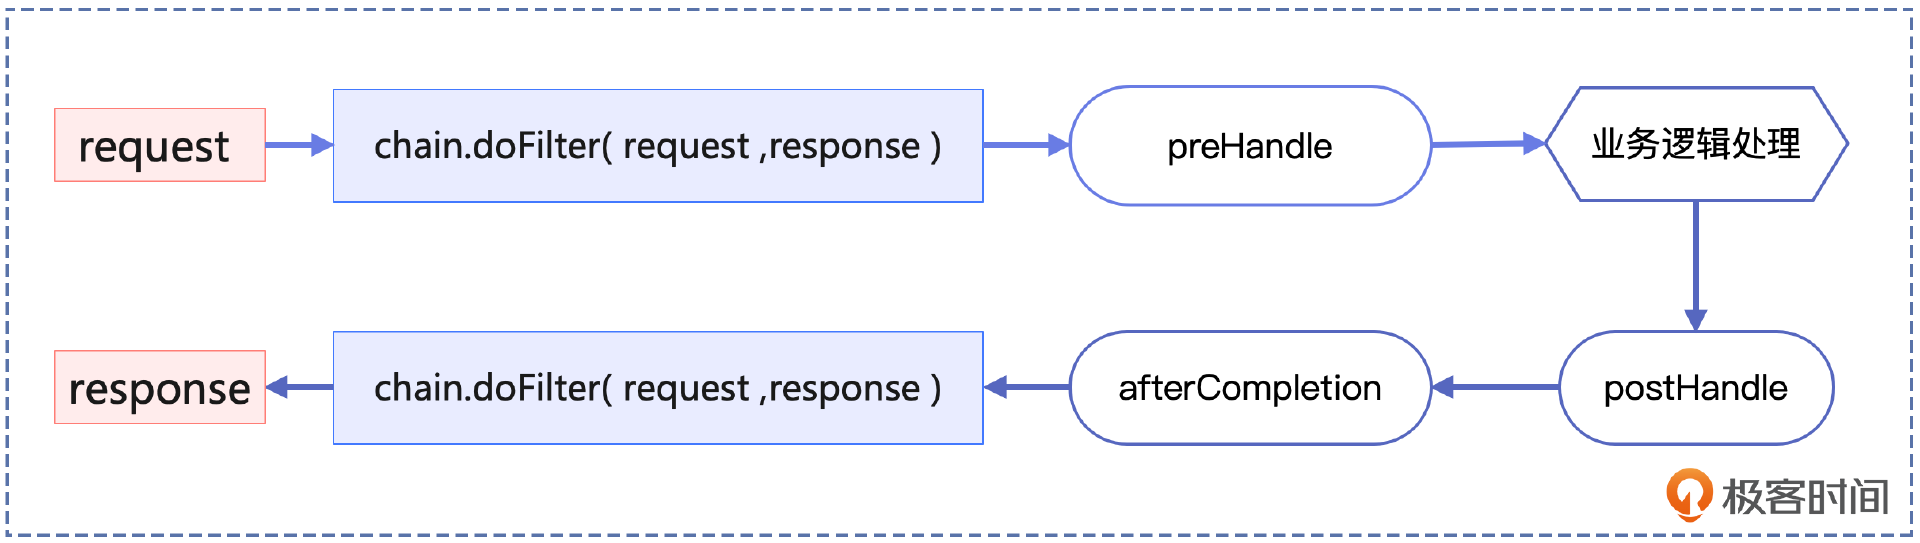 request
chain.doFilter( request ,response )
preHandle
业务逻辑处理
response
chain.doFilter( request ,response )
afterCompletion
postHandle
极客时间